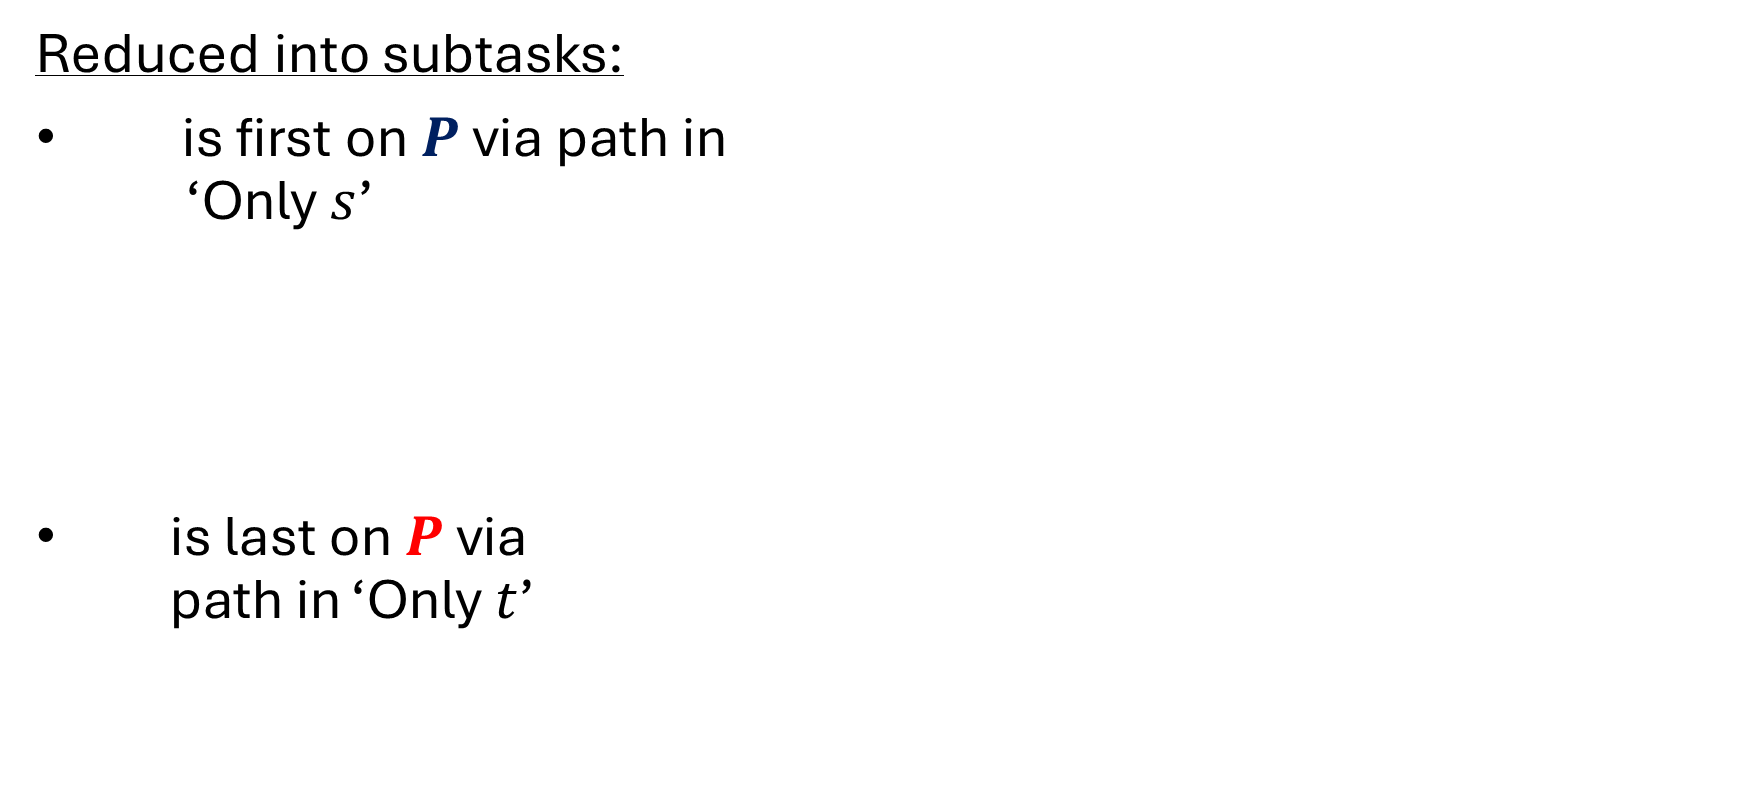 Reduced into subtasks:
• is first on P via path in
‘Only s’
• is last on P via
path in ‘Only t’